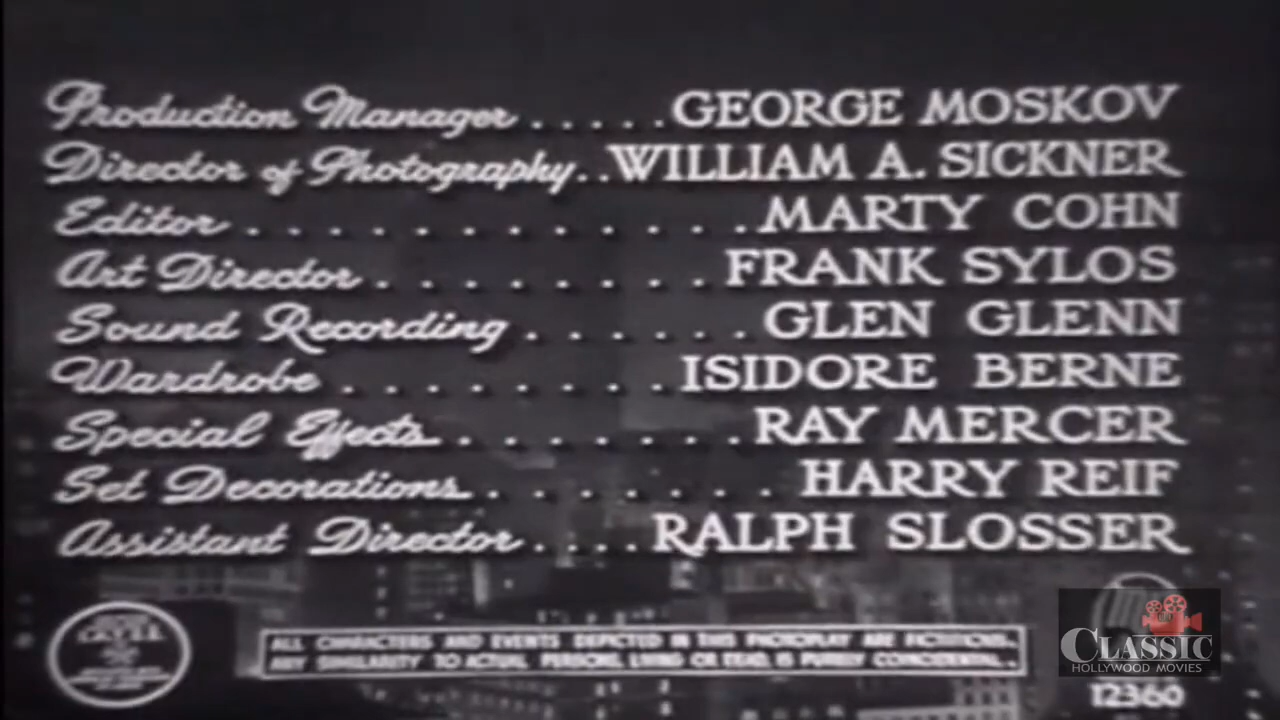 Production Manager.....GEORGE MOSKOV
Director of Photography..WILLIAM A. SICKNER
Editor..............MARTY COHN
Art Director.........FRANK SYLOS
Sound Recording......GLEN GLENN
Wardrobe........ISIDORE BERNE
Special Effects........RAY MERCER
Set Decorations.......HARRY REIF
Assistant Director....RALPH SLOSSER
ALL CHARACTERS AND EVENTS DEPICTED IN THIS PHOTOPLAY ARE FICTITIOUS.
ANY SIMILARITY TO ACTUAL PERSONS, LIVING OR DEAD, IS PURELY COINCIDENTAL.
CLASSIC
HOLLYWOOD MOVIES
12360